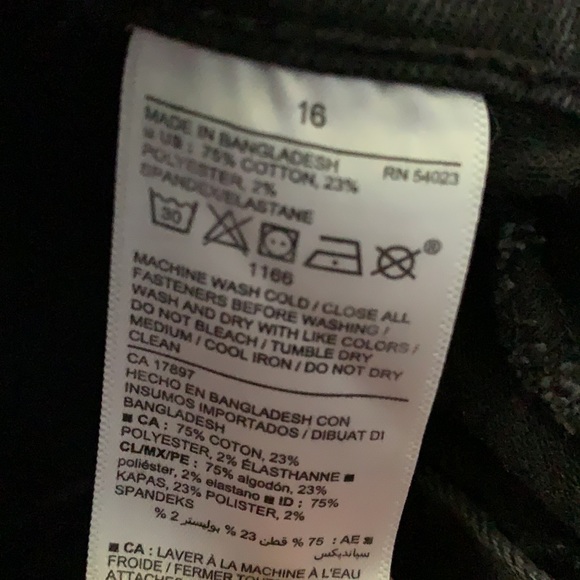 16
MADE IN BANGLADESH RN 54023
■ US : 75% COTTON, 23%
POLYESTER, 2%
SPANDEX/ELASTANE
30 ®
1166
MACHINE WASH COLD / CLOSE ALL
FASTENERS BEFORE WASHING /
WASH AND DRY WITH LIKE COLORS /
DO NOT BLEACH / TUMBLE DRY
MEDIUM / COOL IRON / DO NOT DRY
CLEAN
CA 17897
HECHO EN BANGLADESH CON
INSUMOS IMPORTADOS / DIBUAT DI
BANGLADESH
■ CA : 75% COTON, 23%
POLYESTER, 2% ÉLASTHANNE ■
CL/MX/PE : 75% algodón, 23%
poliéster, 2% elastano ■ ID : 75%
KAPAS, 23% POLISTER, 2%
SPANDEKS
■ AE : 75 % قطن 23 % بوليستر 2 %
سبانديكس
■ CA : LAVER À LA MACHINE À L'EAU
FROIDE / FERMER TOUTES